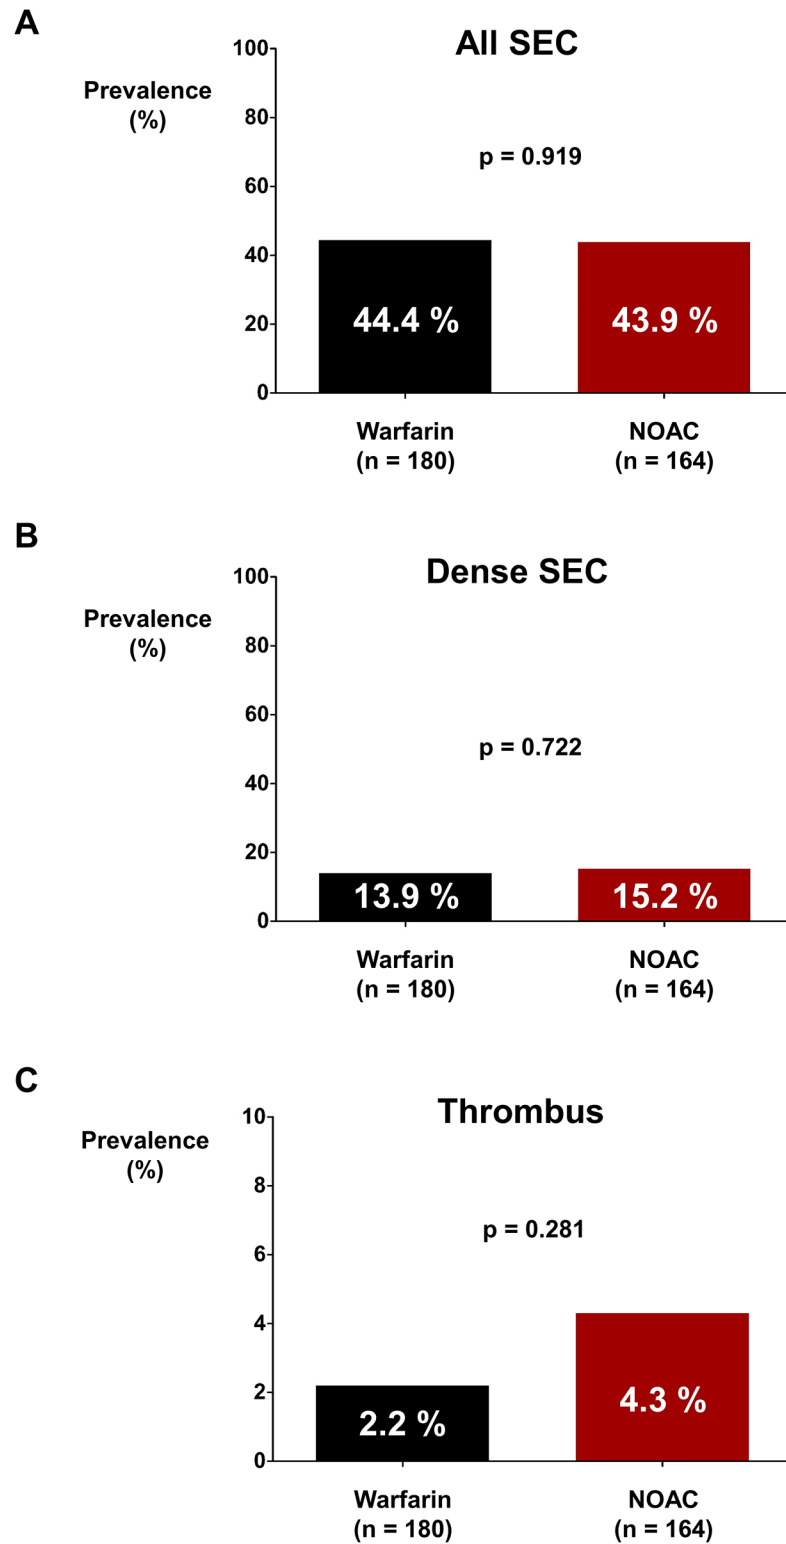 A
All SEC
Prevalence
(%)
100
80
60
40
20
0
p = 0.919
44.4 %
43.9 %
Warfarin
(n = 180)
NOAC
(n = 164)
B
Dense SEC
Prevalence
(%)
100
80
60
40
20
0
p = 0.722
13.9 %
15.2 %
Warfarin
(n = 180)
NOAC
(n = 164)
C
Thrombus
Prevalence
(%)
10
8
6
4
2
0
p = 0.281
2.2 %
4.3 %
Warfarin
(n = 180)
NOAC
(n = 164)